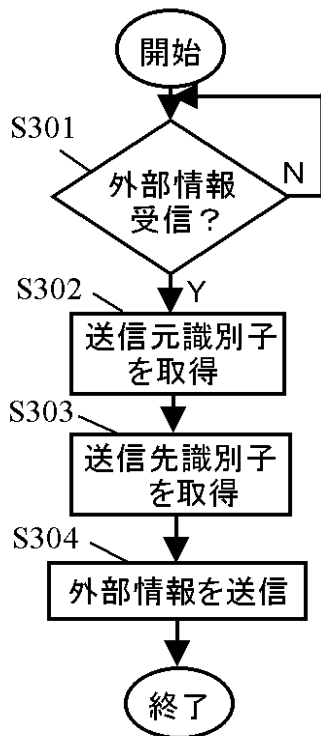 開始
S301
外部情報
受信？
N
Y
S302
送信元識別子
を取得
S303
送信先識別子
を取得
S304
外部情報を送信
終了